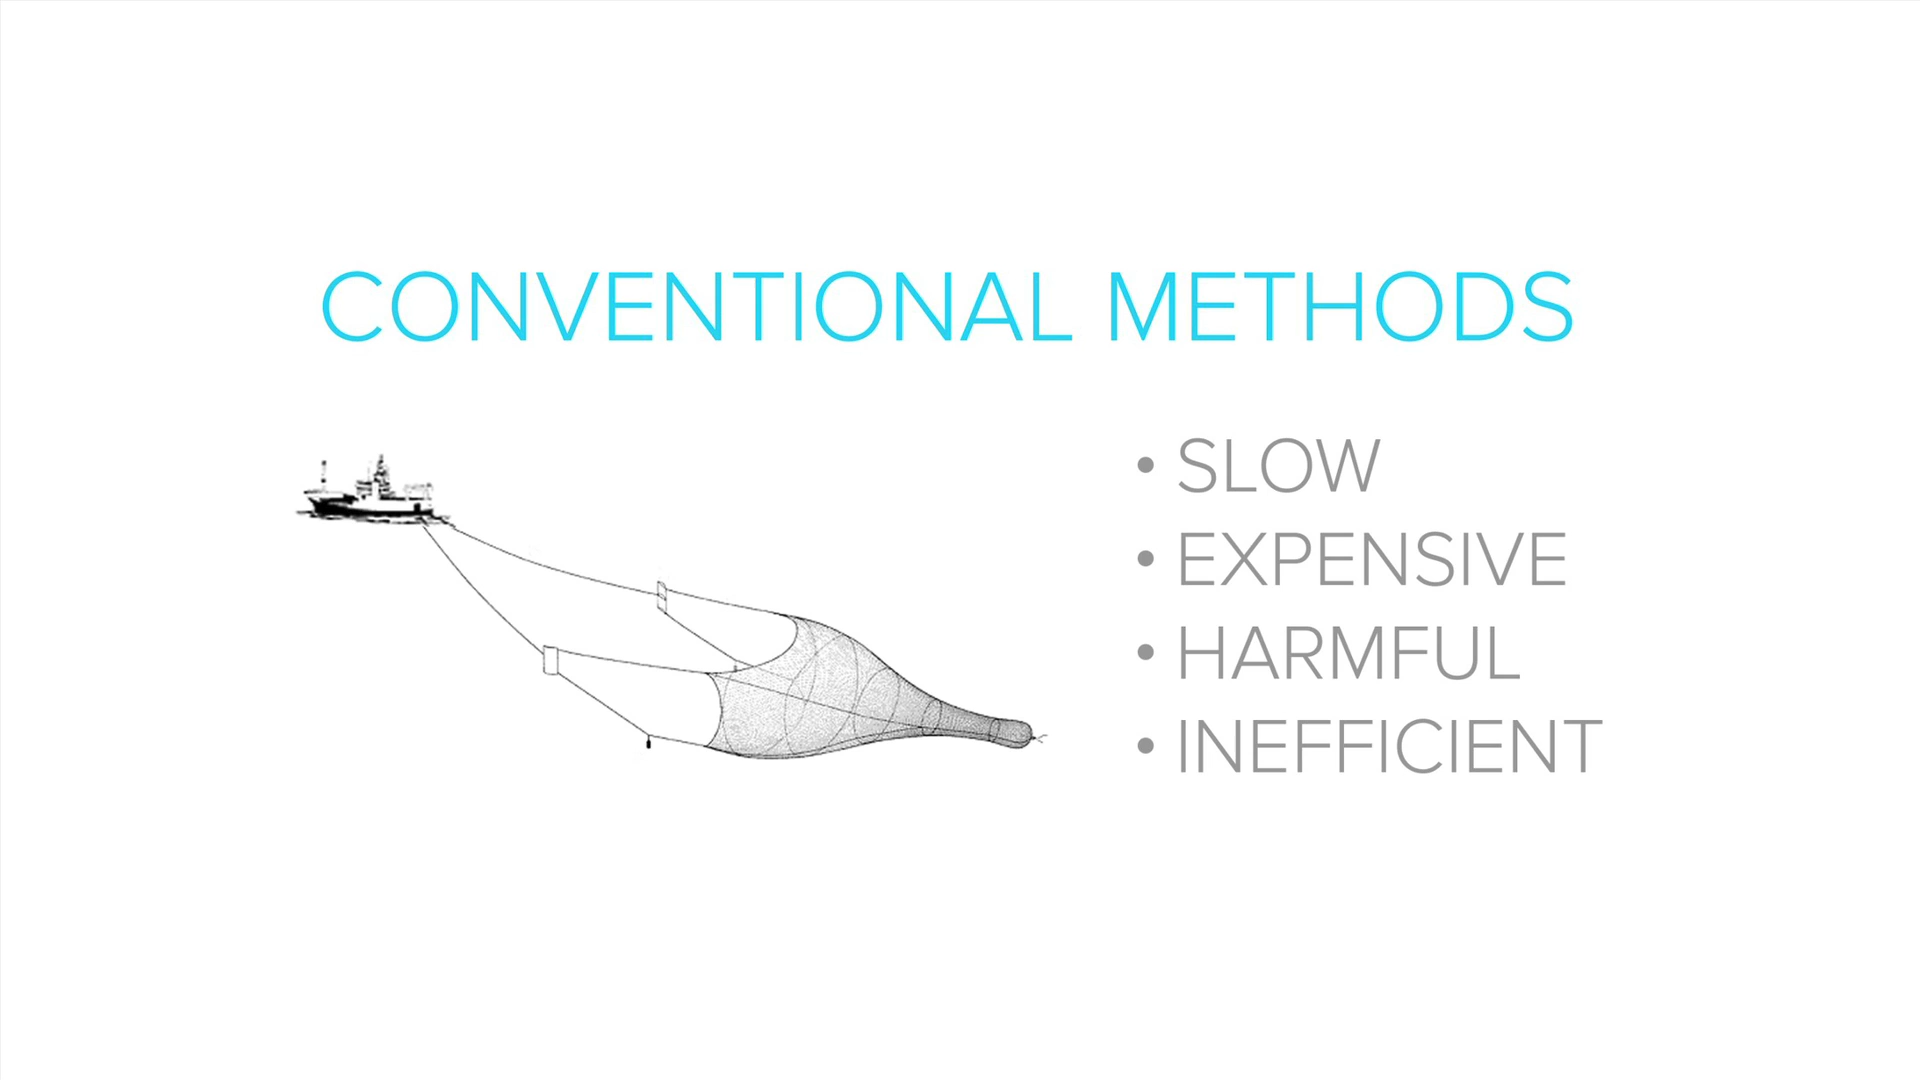 CONVENTIONAL METHODS
• SLOW
• EXPENSIVE
• HARMFUL
• INEFFICIENT